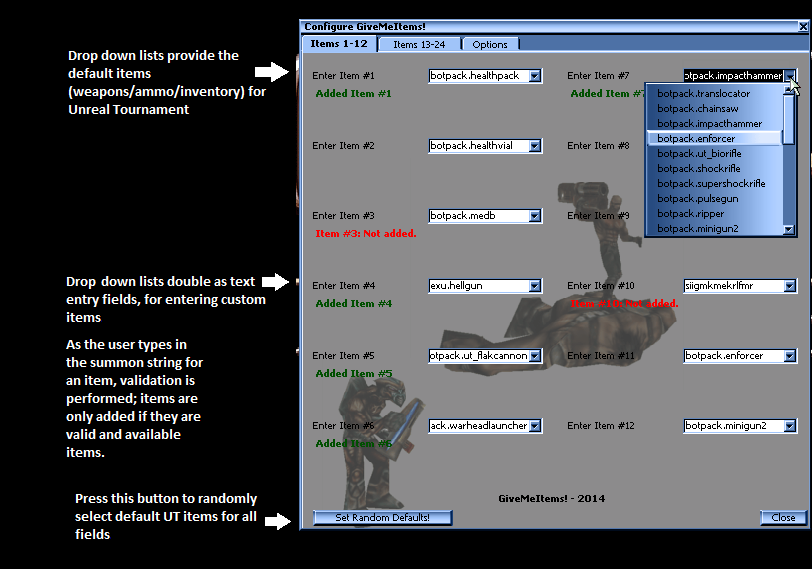 Configure GiveMeItems!
Items 1-12
Items 13-24
Options
Drop down lists provide the
default items
(weapons/ammo/inventory) for
Unreal Tournament
Enter Item #1
botpack.healthpack
Added Item #1
Enter Item #7
otpack.impacthammer
Added Item #7
botpack.translocator
botpack.chainsaw
botpack.impacthammer
botpack.enforcer
botpack.ut_biorifle
botpack.shockrifle
botpack.supershockrifle
botpack.pulsegun
botpack.ripper
botpack.minigun2
Enter Item #2
botpack.healthvial
Enter Item #8
Enter Item #3
botpack.medb
Item #3: Not added.
Enter Item #9
Drop down lists double as text
entry fields, for entering custom
items
Enter Item #4
exu.hellgun
Added Item #4
Enter Item #10
siigmkmekrlfmr
Item #10: Not added.
As the user types in
the summon string for
an item, validation is
performed; items are
only added if they are
valid and available
items.
Enter Item #5
otpack.ut_flakcannon
Added Item #5
Enter Item #11
botpack.enforcer
Enter Item #6
ack.warheadlauncher
Added Item #6
Enter Item #12
botpack.minigun2
Press this button to randomly
select default UT items for all
fields
GiveMeItems! - 2014
Set Random Defaults!
Close